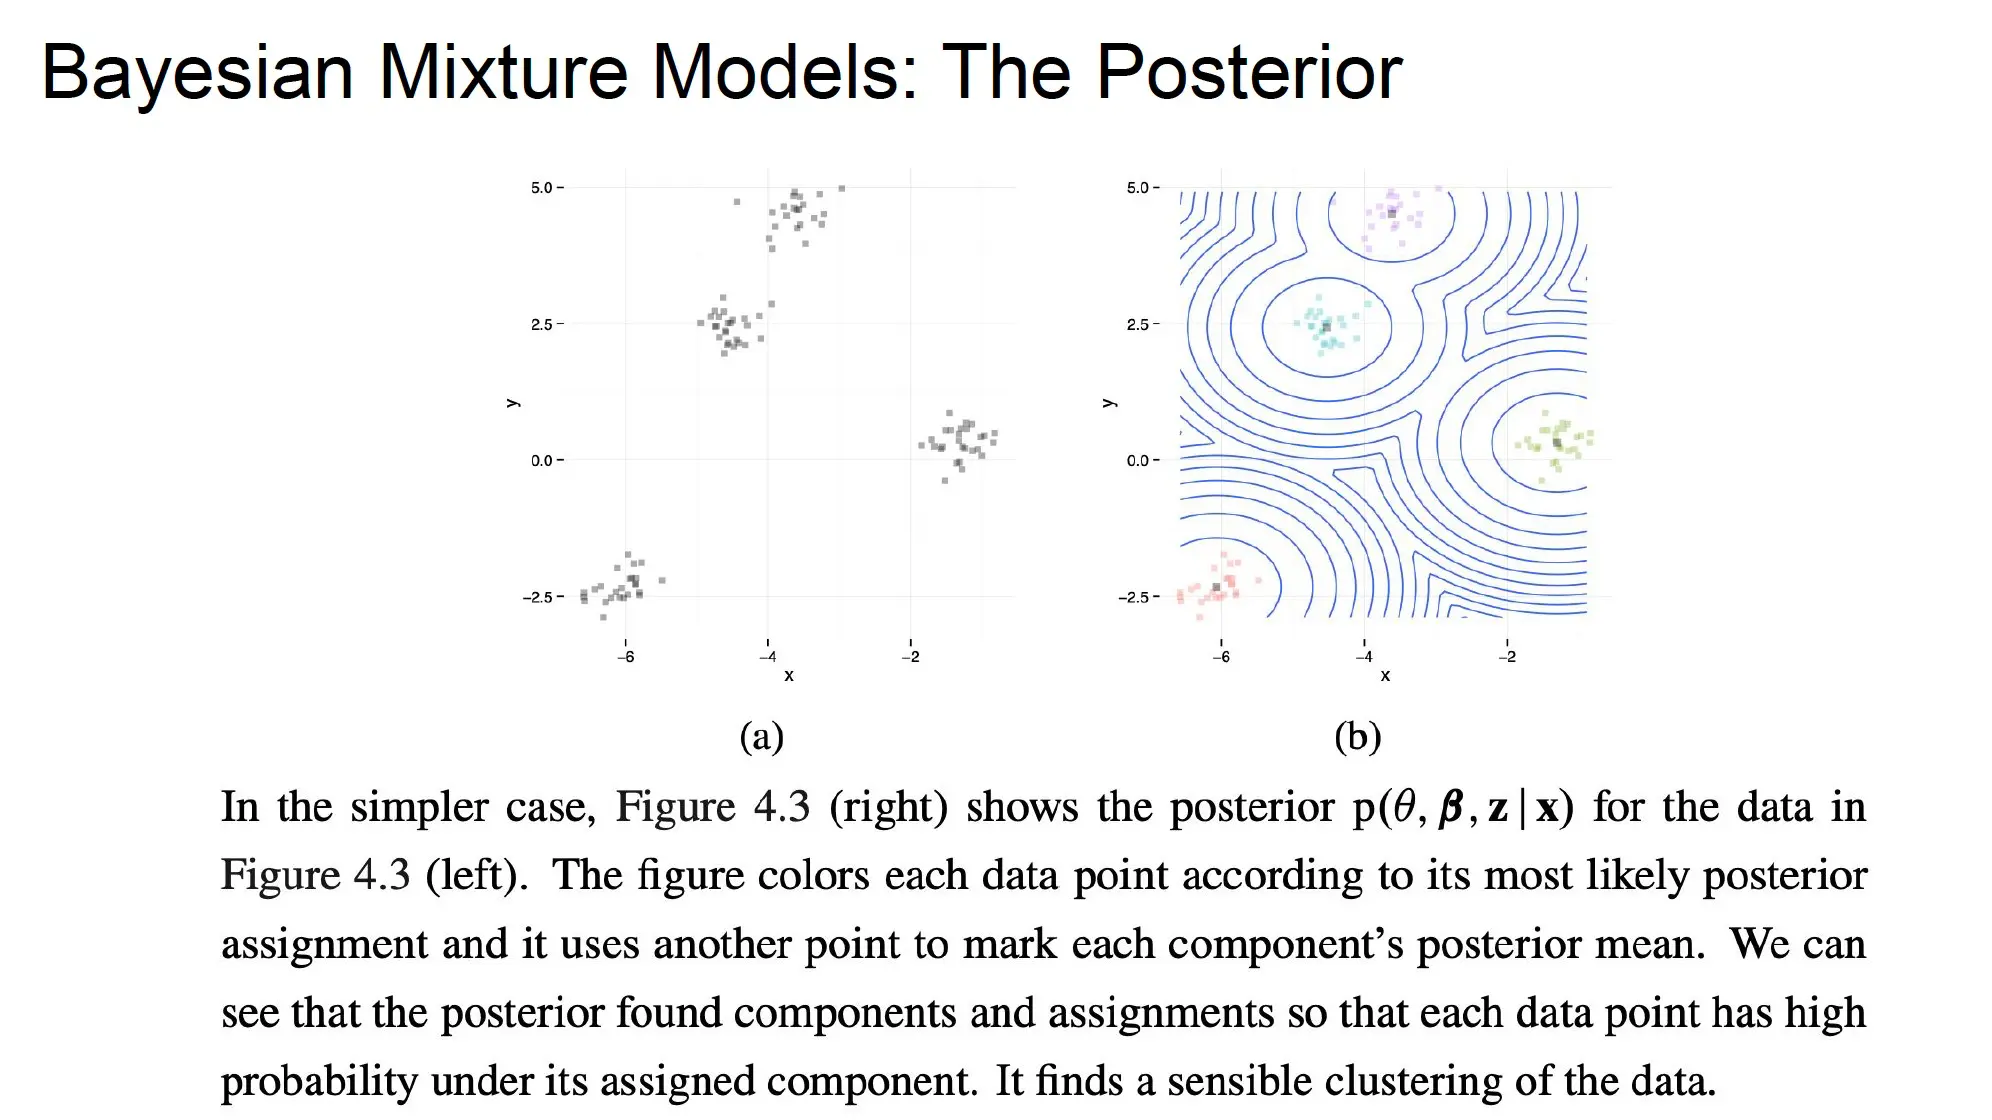 Bayesian Mixture Models: The Posterior
5.0
2.5
0.0
−2.5
y
−6
−4
−2
x
(a)
5.0
2.5
0.0
−2.5
y
−6
−4
−2
x
(b)
In the simpler case, Figure 4.3 (right) shows the posterior p(θ, β, z | x) for the data in
Figure 4.3 (left). The figure colors each data point according to its most likely posterior
assignment and it uses another point to mark each component’s posterior mean. We can
see that the posterior found components and assignments so that each data point has high
probability under its assigned component. It finds a sensible clustering of the data.